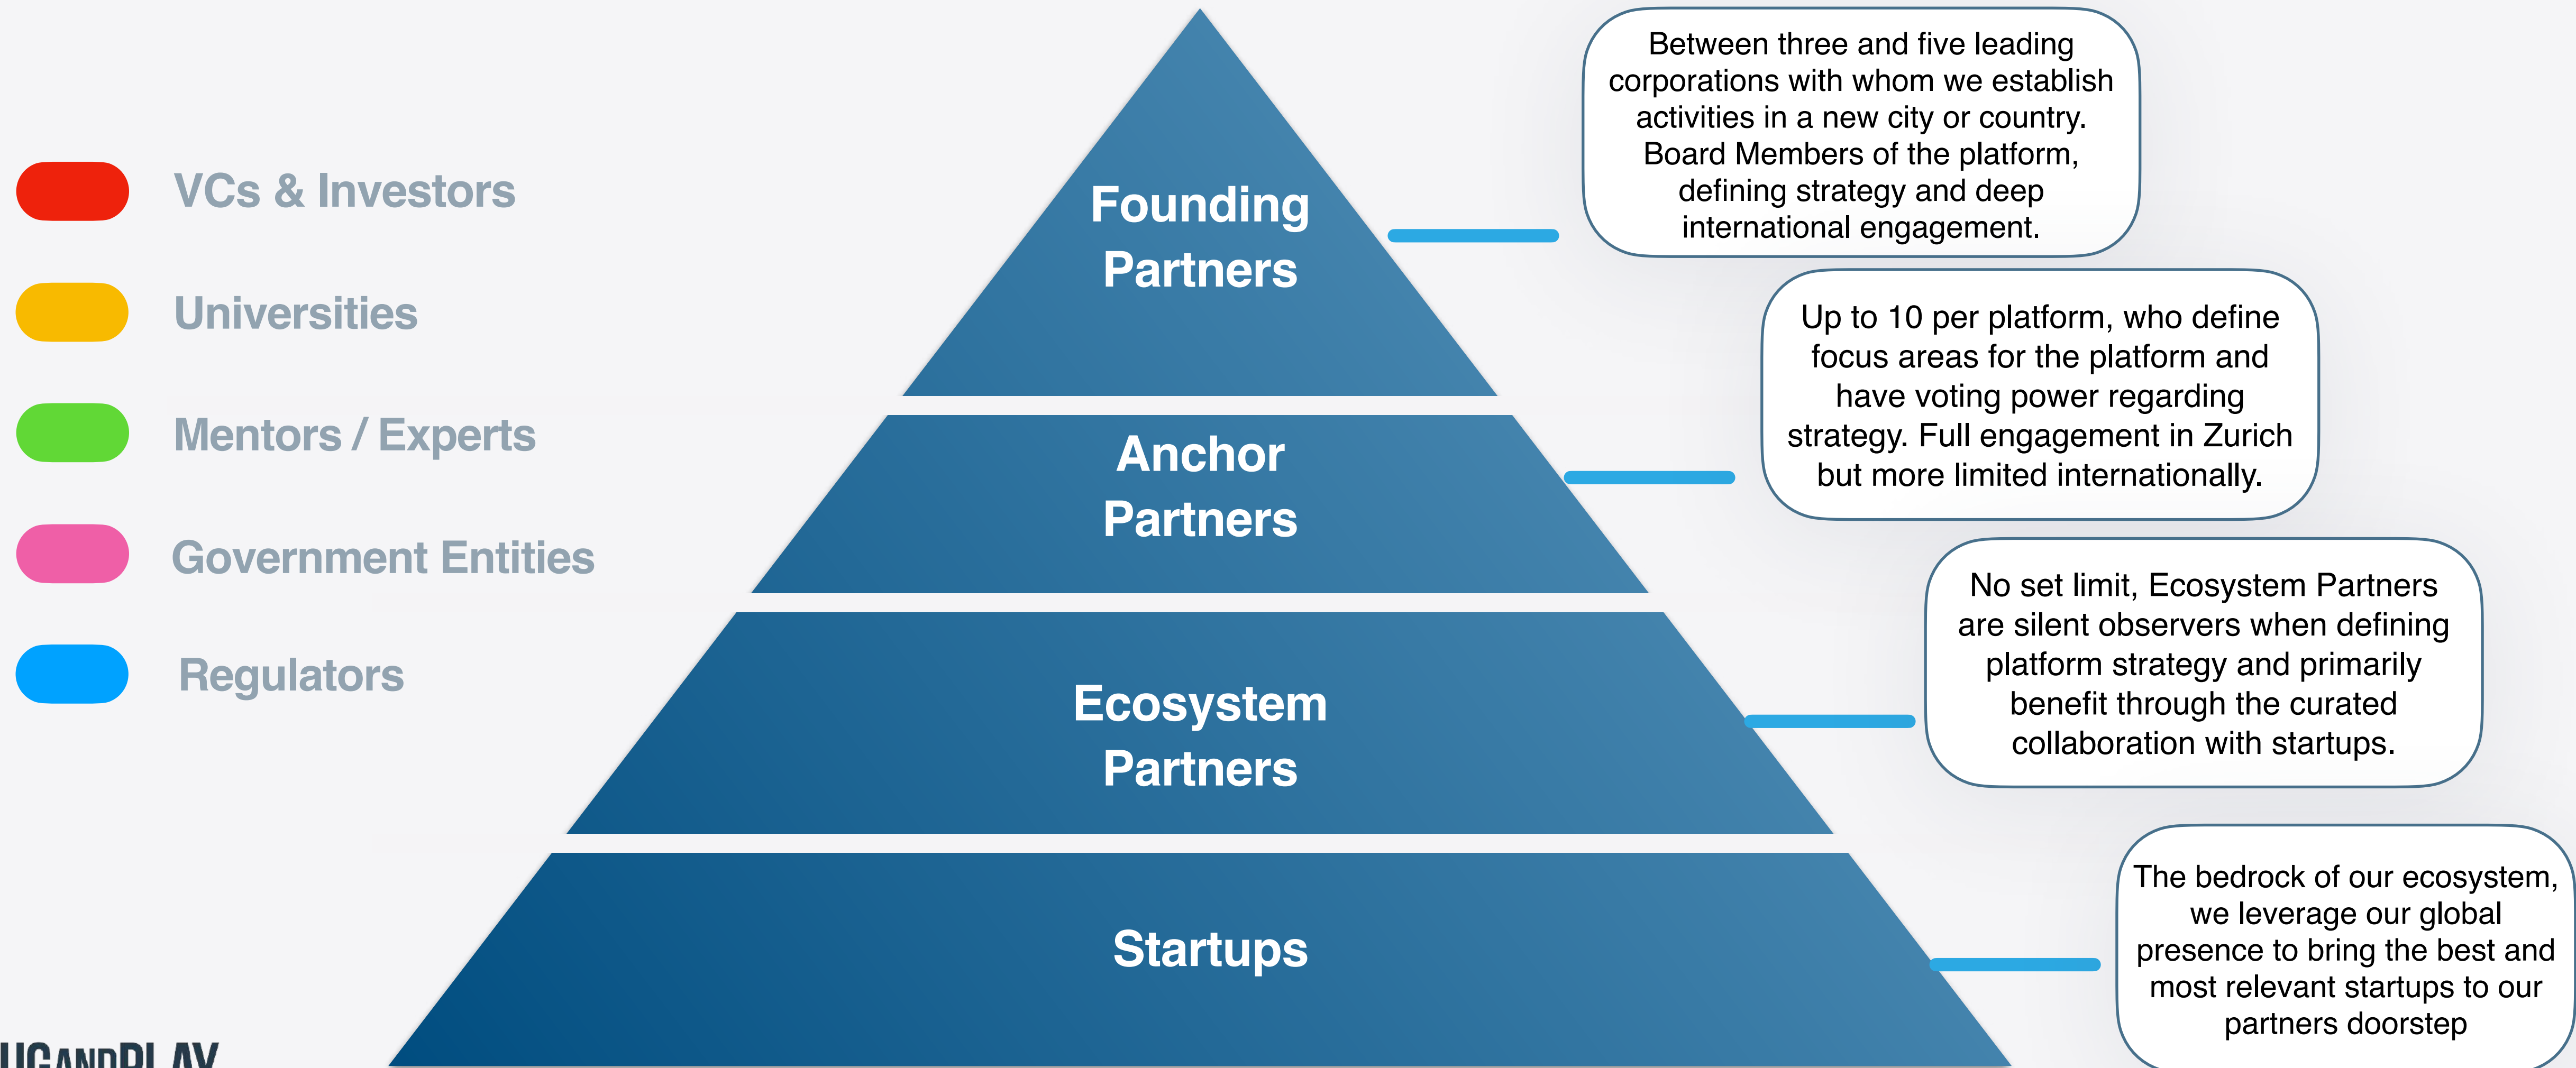 VCs & Investors
Universities
Mentors / Experts
Government Entities
Regulators
Founding
Partners
Anchor
Partners
Ecosystem
Partners
Startups
Between three and five leading
corporations with whom we establish
activities in a new city or country.
Board Members of the platform,
defining strategy and deep
international engagement.
Up to 10 per platform, who define
focus areas for the platform and
have voting power regarding
strategy. Full engagement in Zurich
but more limited internationally.
No set limit, Ecosystem Partners
are silent observers when defining
platform strategy and primarily
benefit through the curated
collaboration with startups.
The bedrock of our ecosystem,
we leverage our global
presence to bring the best and
most relevant startups to our
partners doorstep
UGANDPLAY